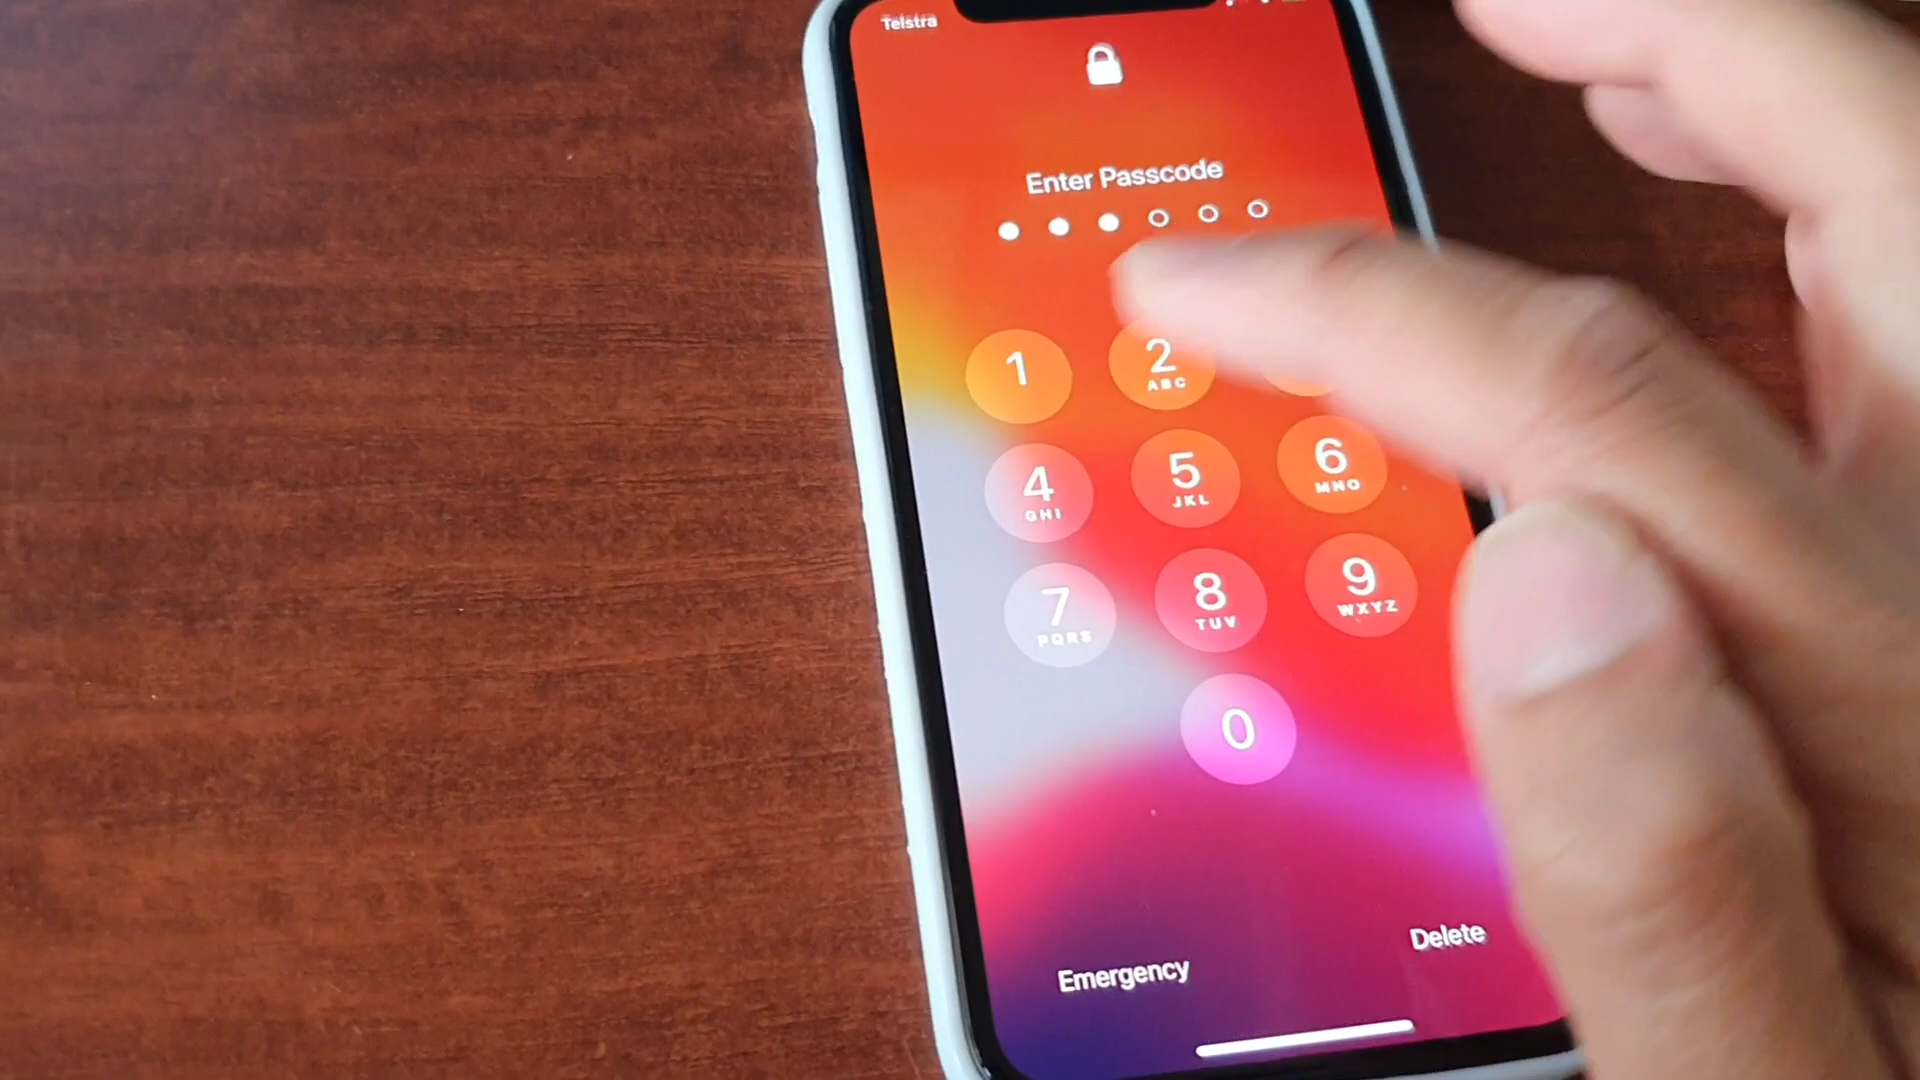 Telstra
Enter Passcode
1
2
ABC
4
GHI
5
JKL
6
MNO
7
PQRS
8
TUV
9
WXYZ
0
Delete
Emergency